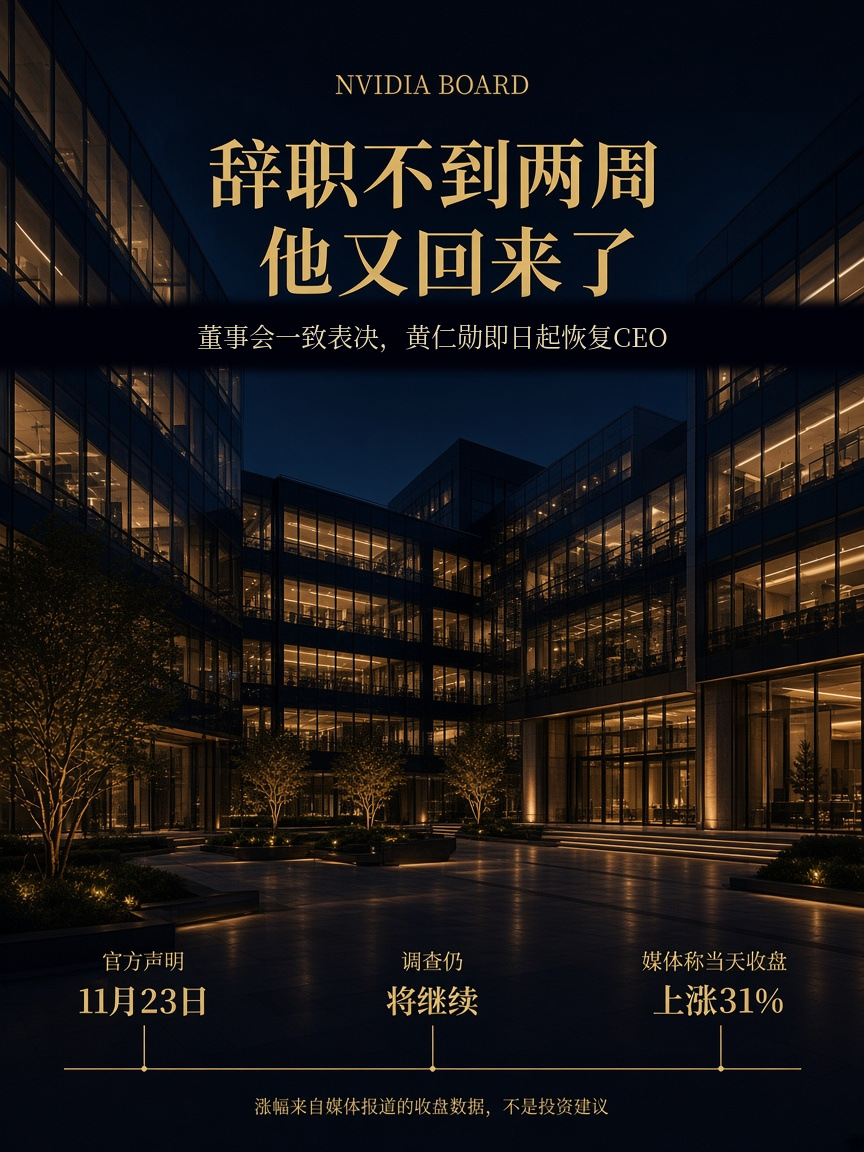 NVIDIA BOARD
辞职不到两周
他又回来了
董事会一致表决，黄仁勋即日起恢复CEO
官方声明
11月23日
调查仍
将继续
媒体称当天收盘
上涨31%
涨幅来自媒体报道的收盘数据，不是投资建议